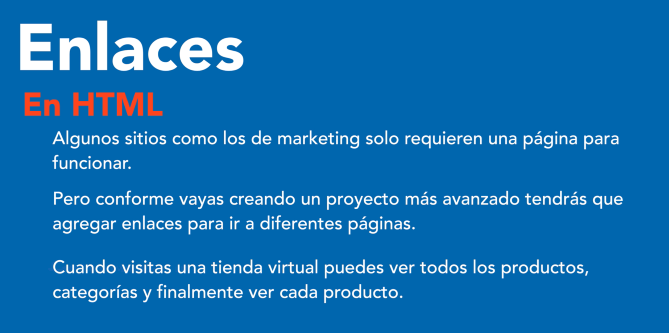 Enlaces
En HTML
Algunos sitios como los de marketing solo requieren una página para
funcionar.
Pero conforme vayas creando un proyecto más avanzado tendrás que
agregar enlaces para ir a diferentes páginas.
Cuando visitas una tienda virtual puedes ver todos los productos,
categorías y finalmente ver cada producto.